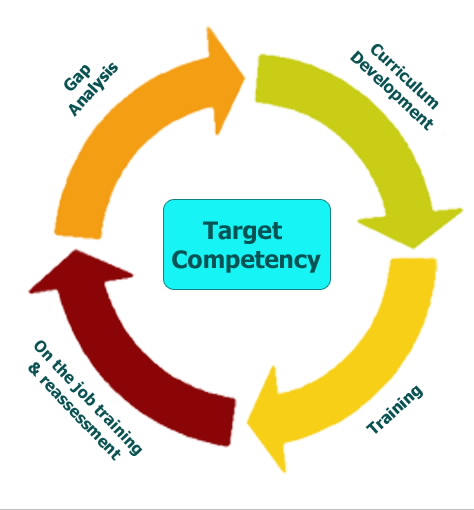 Gap
Analysis
Curriculum
Development
Target
Competency
On the job training
& reassessment
Training